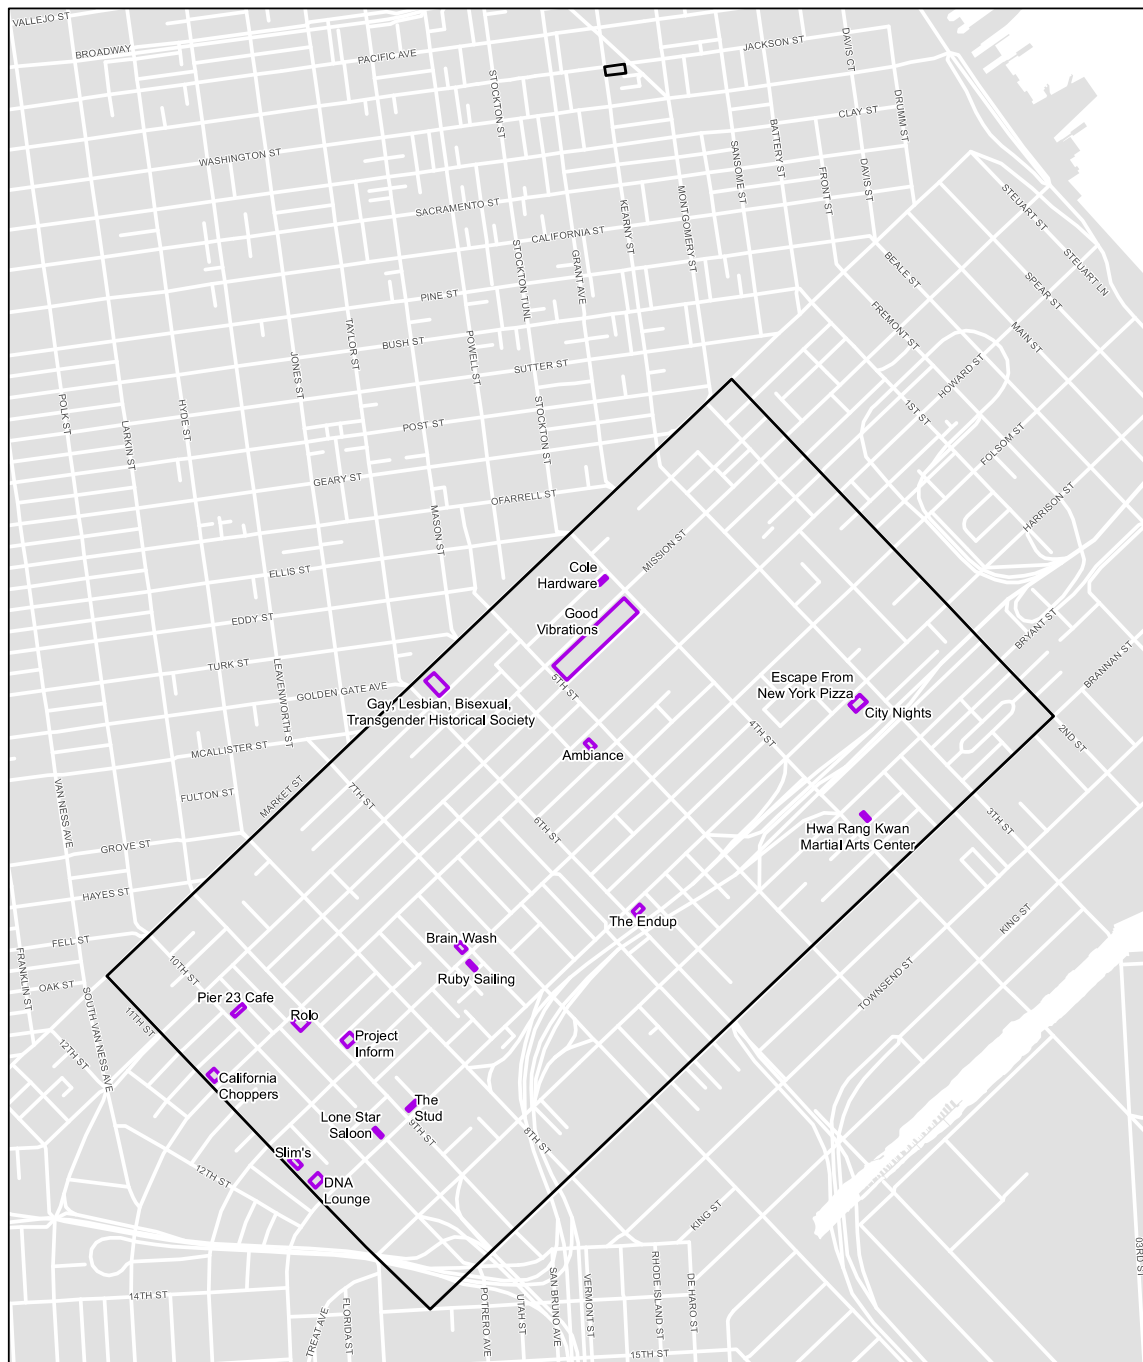 VALLEJO ST
BROADWAY
PACIFIC AVE
JACKSON ST
DAVIS CT
STOCKTON ST
DRUMM ST
CLAY ST
BATTERY ST
SANSOME ST
WASHINGTON ST
FRONT ST
DAVIS ST
SACRAMENTO ST
MONTGOMERY ST
KEARNY ST
CALIFORNIA ST
STEUART ST
STOCKTON TUNL
GRANT AVE
STEUART LN
BEALE ST
SPEAR ST
PINE ST
FREMONT ST
MAIN ST
BUSH ST
TAYLOR ST
POWELL ST
SUTTER ST
JONES ST
HOWARD ST
1ST ST
POLK ST
HYDE ST
LARKIN ST
POST ST
STOCKTON ST
FOLSOM ST
GEARY ST
OFARRELL ST
HARRISON ST
MASON ST
MISSION ST
ELLIS ST
Cole
Hardware
EDDY ST
Good
Vibrations
BRYANT ST
BRANNAN ST
TURK ST
LEAVENWORTH ST
GOLDEN GATE AVE
5TH ST
Escape From
New York Pizza
City Nights
Gay, Lesbian, Bisexual,
Transgender Historical Society
4TH ST
2ND ST
MCALLISTER ST
Ambiance
VAN NESS AVE
FULTON ST
MARKET ST
7TH ST
6TH ST
3TH ST
Hwa Rang Kwan
Martial Arts Center
GROVE ST
HAYES ST
The Endup
KING ST
FELL ST
Brain Wash
FRANKLIN ST
10TH ST
Ruby Sailing
TOWNSEND ST
OAK ST
SOUTH VAN NESS AVE
Pier 23 Cafe
11TH ST
Rolo
Project
Inform
12TH ST
California
Choppers
The
Stud
Lone Star
Saloon
9TH ST
8TH ST
Slim's
12TH ST
DNA
Lounge
KING ST
03RD ST
14TH ST
TREAT AVE
FLORIDA ST
POTRERO AVE
UTAH ST
SAN BRUNO AVE
VERMONT ST
RHODE ISLAND ST
DE HARO ST
15TH ST